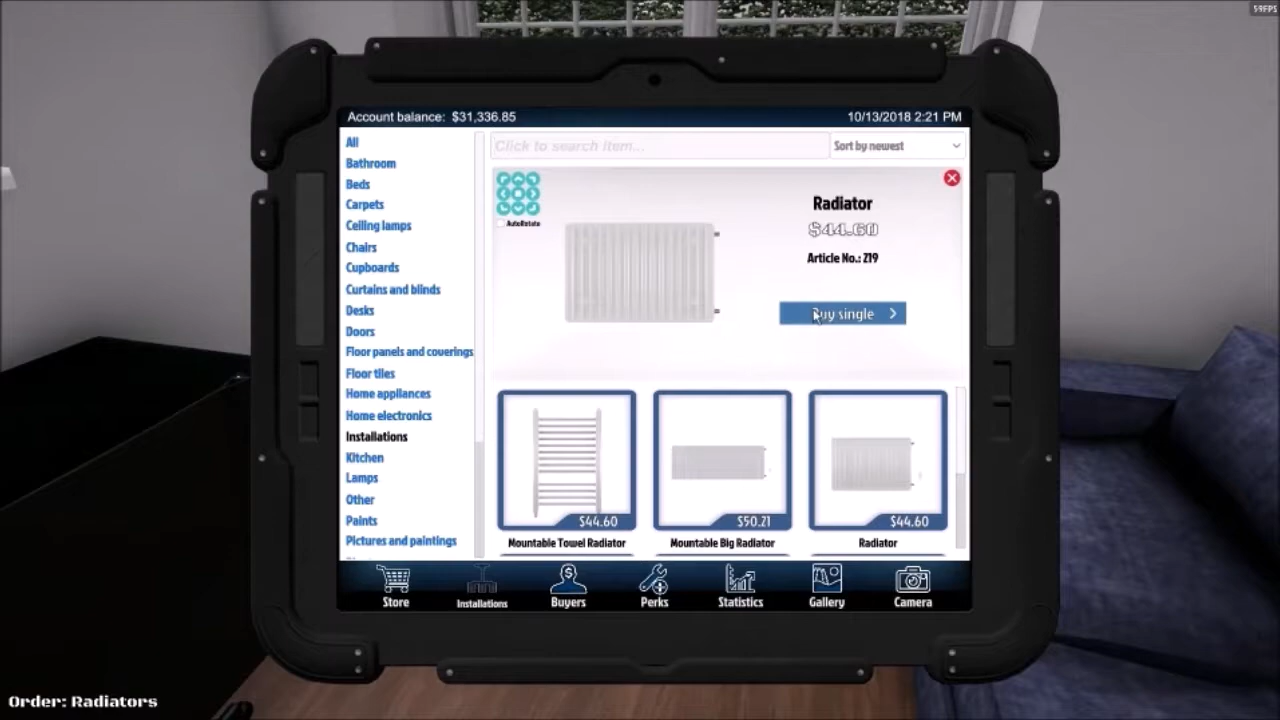 59FPS
Account balance: $31,336.85
10/13/2018 2:21 PM
All
Bathroom
Beds
Carpets
Ceiling lamps
Chairs
Cupboards
Curtains and blinds
Desks
Doors
Floor panels and coverings
Floor tiles
Home appliances
Home electronics
Installations
Kitchen
Lamps
Other
Paints
Pictures and paintings
Click to search item...
Sort by newest
AutoRotate
Radiator
$44.60
Article No.: Z19
Buy single
$44.60
$50.21
$44.60
Mountable Towel Radiator
Mountable Big Radiator
Radiator
Store
Installations
Buyers
Perks
Statistics
Gallery
Camera
Order: Radiators